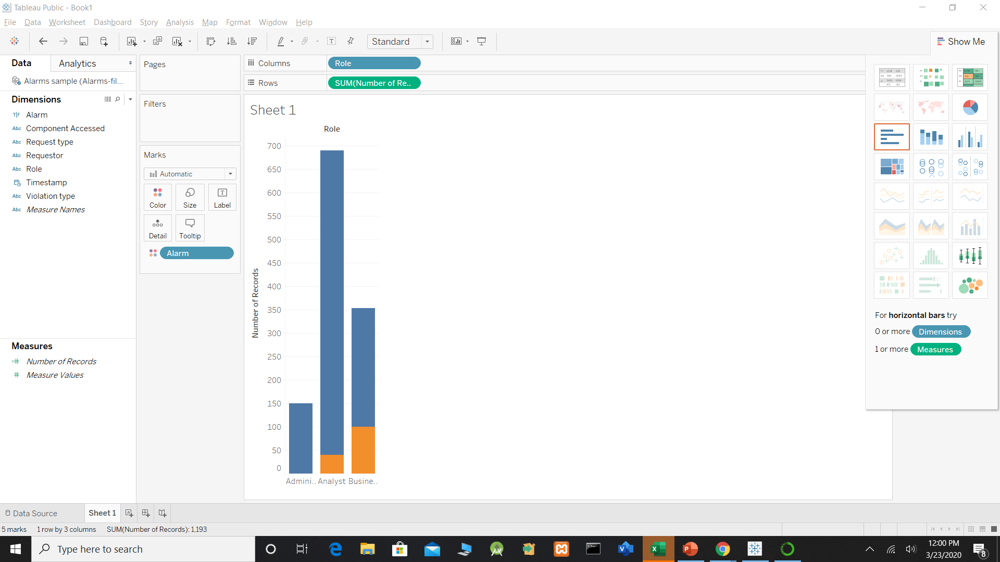 Tableau Public - Book1
File Data Worksheet Dashboard Story Analysis Map Format Window Help
Standard
Show Me
Data
Analytics
Alarms sample (Alarms-fil...
Dimensions
T|F Alarm
Abc Component Accessed
Abc Request type
Abc Requestor
Abc Role
Timestamp
Abc Violation type
Abc Measure Names
Measures
Number of Records
Measure Values
Pages
Filters
Marks
Automatic
Color Size Label
Detail Tooltip
Alarm
Columns Role
Rows SUM(Number of Re..
Sheet 1
Role
Number of Records
700
650
600
550
500
450
400
350
300
250
200
150
100
50
0
Admini.. Analyst Busine..
For horizontal bars try
0 or more Dimensions
1 or more Measures
Data Source Sheet 1
5 marks 1 row by 3 columns SUM(Number of Records): 1,193
Type here to search
12:00 PM
3/23/2020
8